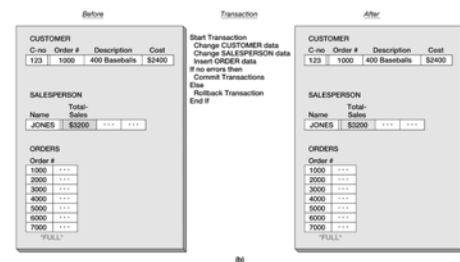 Before
CUSTOMER
C-no Order # Description Cost
123 1000 400 Baseballs $2400
SALESPERSON
Total-
Name Sales
JONES $3200 ... ...
ORDERS
Order #
1000 ...
2000 ...
3000 ...
4000 ...
5000 ...
6000 ...
7000 ...
*FULL*
Transaction
Start Transaction
Change CUSTOMER data
Change SALESPERSON data
Insert ORDER data
If no errors then
Commit Transactions
Else
Rollback Transaction
End If
After
CUSTOMER
C-no Order # Description Cost
123 1000 400 Baseballs $2400
SALESPERSON
Total-
Name Sales
JONES $3200 ... ...
ORDERS
Order #
1000 ...
2000 ...
3000 ...
4000 ...
5000 ...
6000 ...
7000 ...
*FULL*
(b)